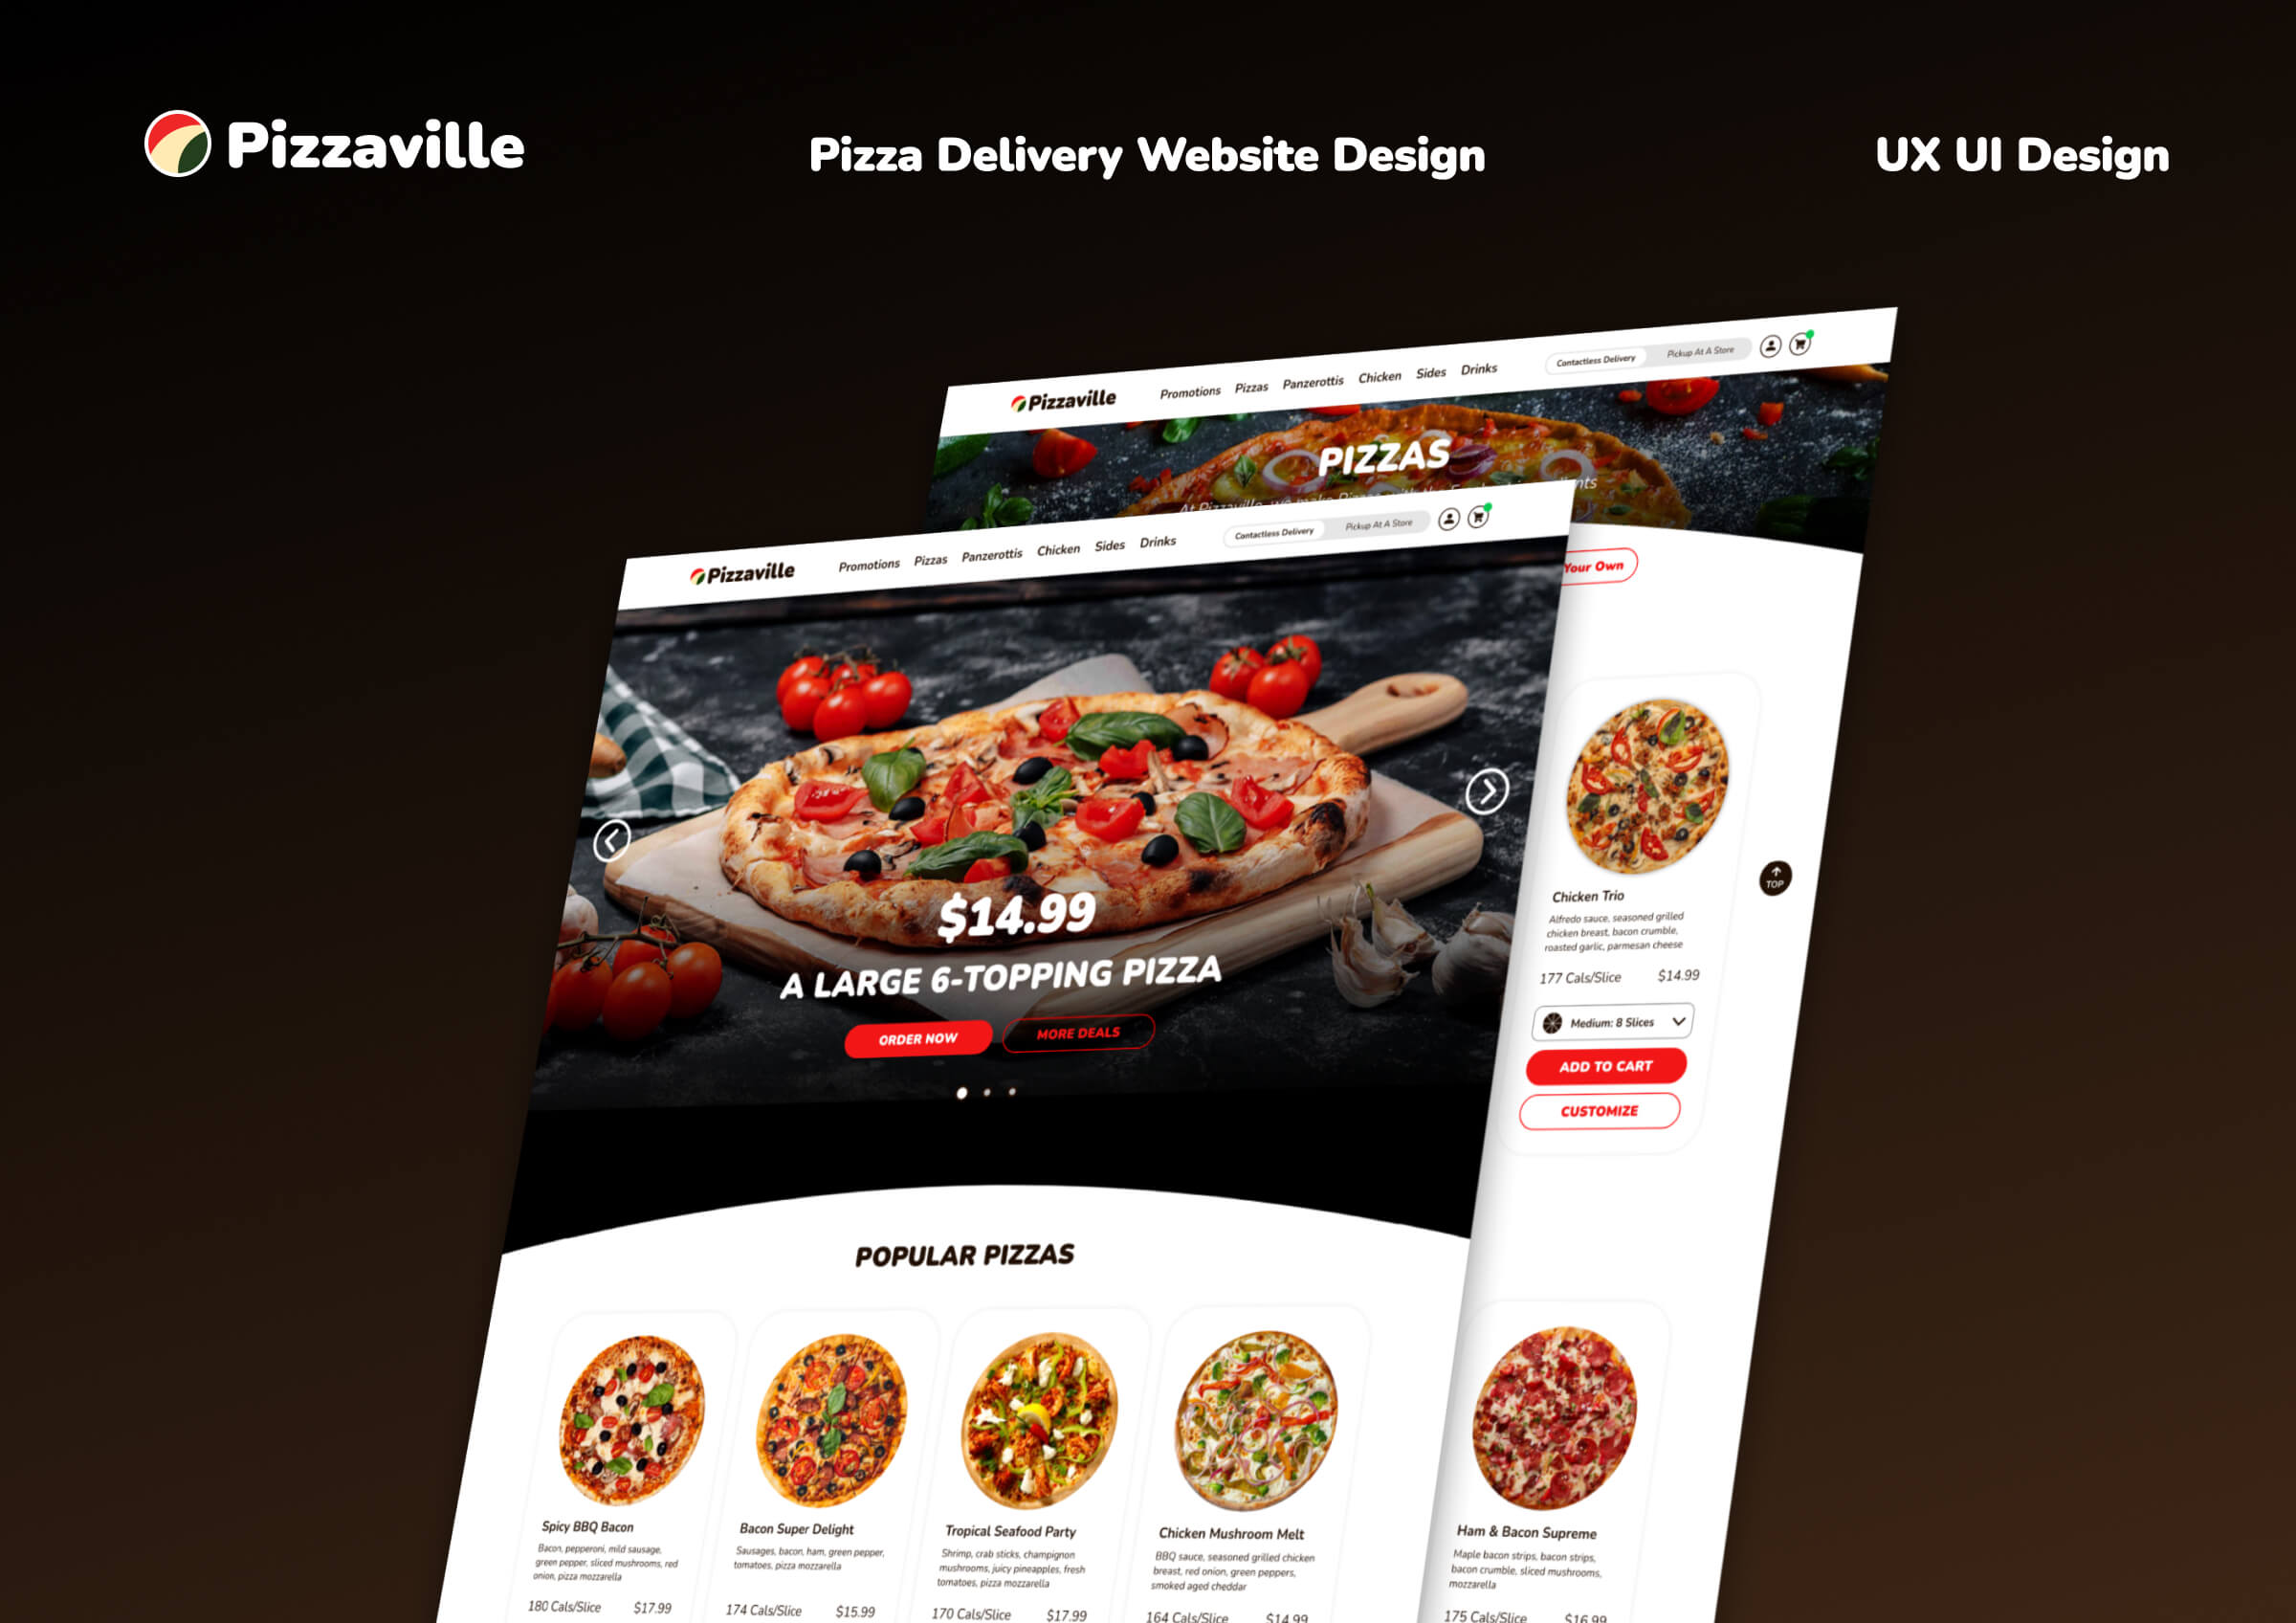 Pizzaville
Pizza Delivery Website Design
UX UI Design
Pizzaville
Promotions Pizzas Panzerottis Chicken Sides Drinks
Contactless Delivery Pickup At A Store
PIZZAS
Your Own
Chicken Trio
Alfredo sauce, seasoned grilled
chicken breast, bacon crumble,
roasted garlic, parmesan cheese
177 Cals/Slice $14.99
Medium: 8 Slices
ADD TO CART
CUSTOMIZE
TOP
Pizzaville
Promotions Pizzas Panzerottis Chicken Sides Drinks
Contactless Delivery Pickup At A Store
$14.99
A LARGE 6-TOPPING PIZZA
ORDER NOW MORE DEALS
POPULAR PIZZAS
Spicy BBQ Bacon
Bacon, pepperoni, mild sausage,
green pepper, sliced mushrooms, red
onion, pizza mozzarella
180 Cals/Slice $17.99
Bacon Super Delight
Sausages, bacon, ham, green pepper,
tomatoes, pizza mozzarella
174 Cals/Slice $15.99
Tropical Seafood Party
Shrimp, crab sticks, champignon
mushrooms, juicy pineapples, fresh
tomatoes, pizza mozzarella
170 Cals/Slice $17.99
Chicken Mushroom Melt
BBQ sauce, seasoned grilled chicken
breast, red onion, green peppers,
smoked aged cheddar
164 Cals/Slice $14.99
Ham & Bacon Supreme
Maple bacon strips, bacon strips,
bacon crumble, sliced mushrooms,
mozzarella
175 Cals/Slice $16.99